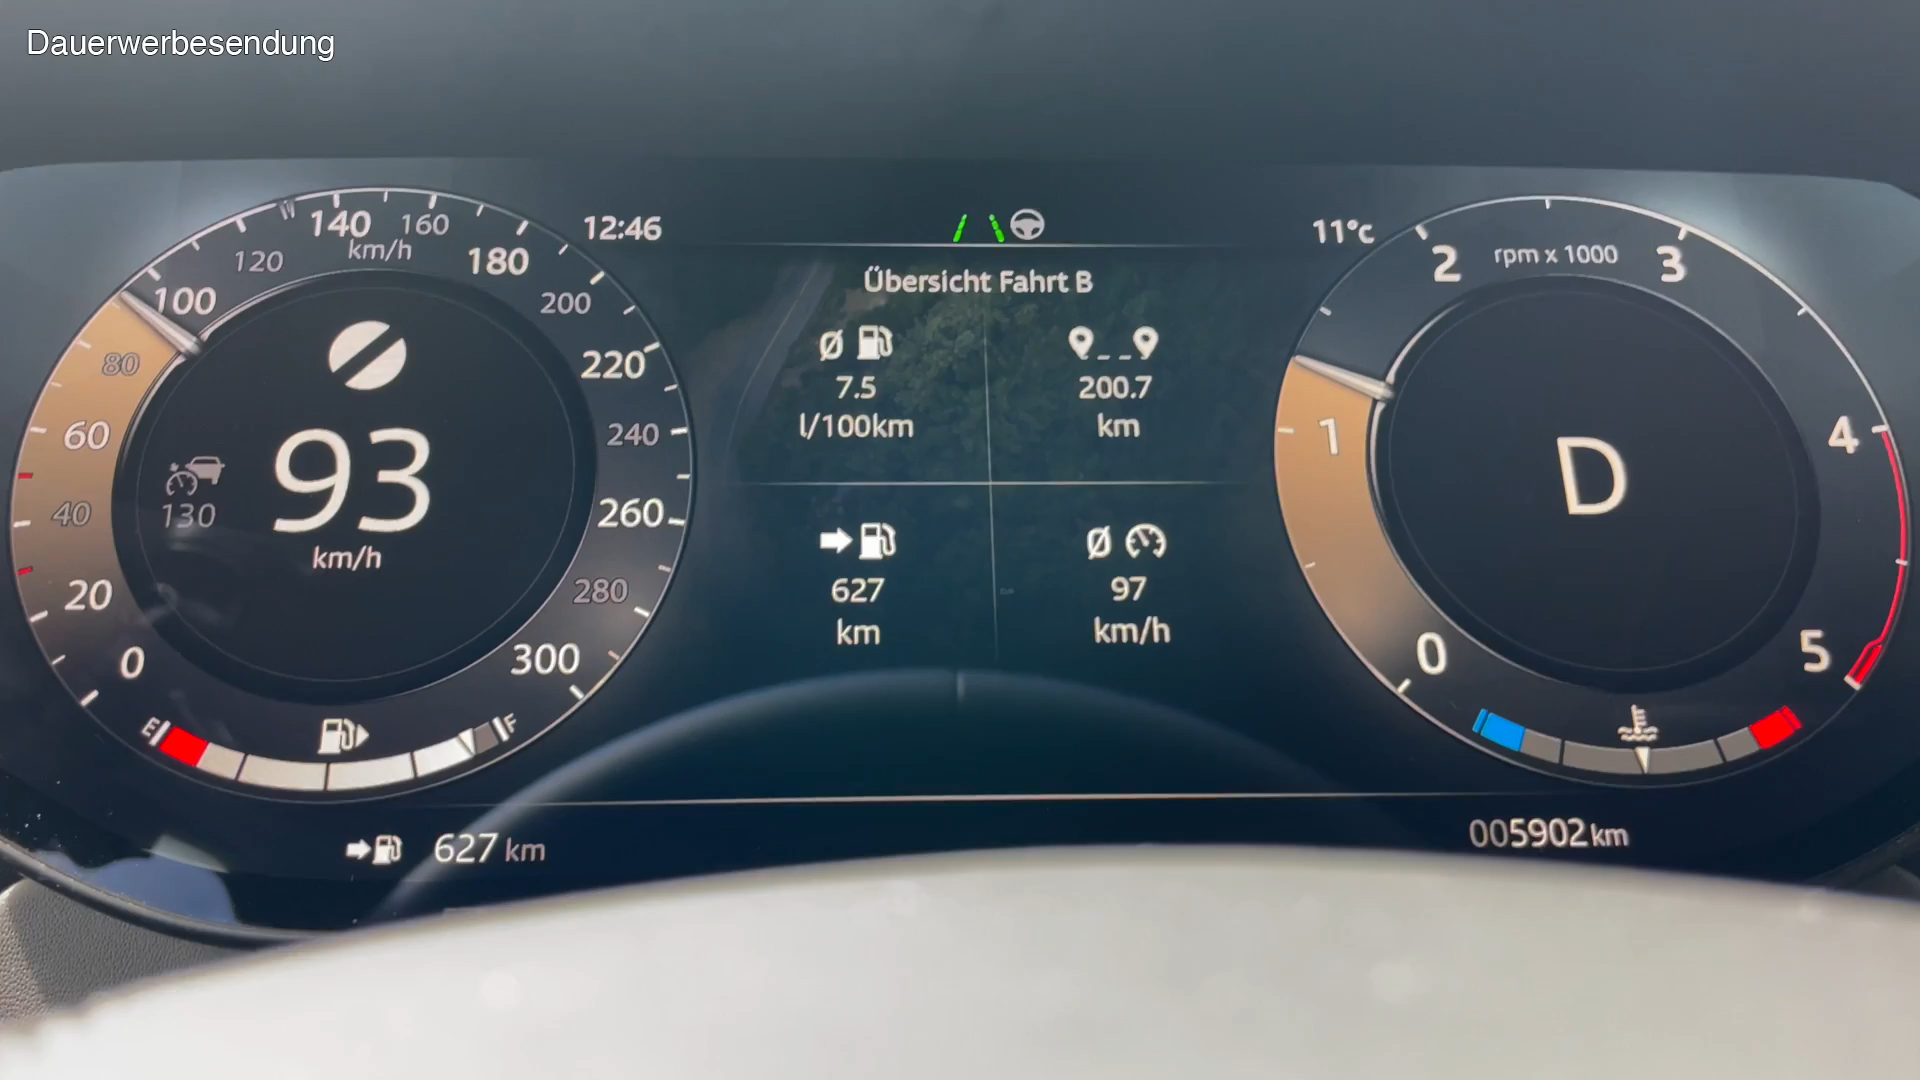 Dauerwerbesendung
140
160
km/h
120
180
100
200
80
220
60
240
40
260
20
280
0
300
130
93
km/h
E
F
12:46
11°C
Übersicht Fahrt B
Ø
7.5
l/100km
200.7
km
627
km
Ø
97
km/h
2
rpm x 1000
3
1
4
D
0
5
627 km
005902 km